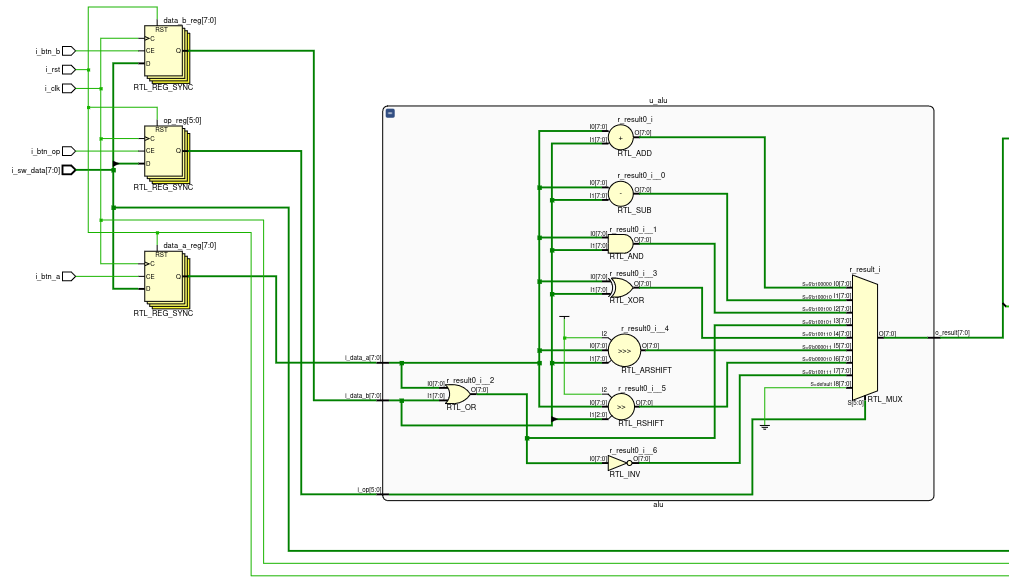 data_b_reg[7:0]
RST
C
i_btn_b
CE
Q
i_rst
D
i_clk
RTL_REG_SYNC
op_reg[5:0]
RST
C
i_btn_op
CE
Q
i_sw_data[7:0]
D
RTL_REG_SYNC
data_a_reg[7:0]
RST
C
i_btn_a
CE
Q
D
RTL_REG_SYNC
u_alu
r_result0_i
I0[7:0]
O[7:0]
+
I1[7:0]
RTL_ADD
r_result0_i__0
I0[7:0]
O[7:0]
-
I1[7:0]
RTL_SUB
r_result0_i__1
I0[7:0]
O[7:0]
I1[7:0]
RTL_AND
r_result0_i__3
I0[7:0]
O[7:0]
I1[7:0]
RTL_XOR
r_result0_i__4
I2
I0[7:0]
O[7:0]
>>>
I1[7:0]
RTL_ARSHIFT
r_result0_i__5
I2
I0[7:0]
O[7:0]
>>
I1[2:0]
RTL_RSHIFT
r_result0_i__6
I0[7:0]
O[7:0]
RTL_INV
i_data_a[7:0]
r_result0_i__2
I0[7:0]
O[7:0]
i_data_b[7:0]
I1[7:0]
RTL_OR
i_op[5:0]
r_result_i
S=6'b100000 I0[7:0]
S=6'b100010 I1[7:0]
S=6'b100100 I2[7:0]
S=6'b100101 I3[7:0]
S=6'b100110 I4[7:0]
S=6'b000011 I5[7:0]
S=6'b000010 I6[7:0]
S=6'b100111 I7[7:0]
S=default I8[7:0]
O[7:0]
o_result[7:0]
S[5:0]
RTL_MUX
alu